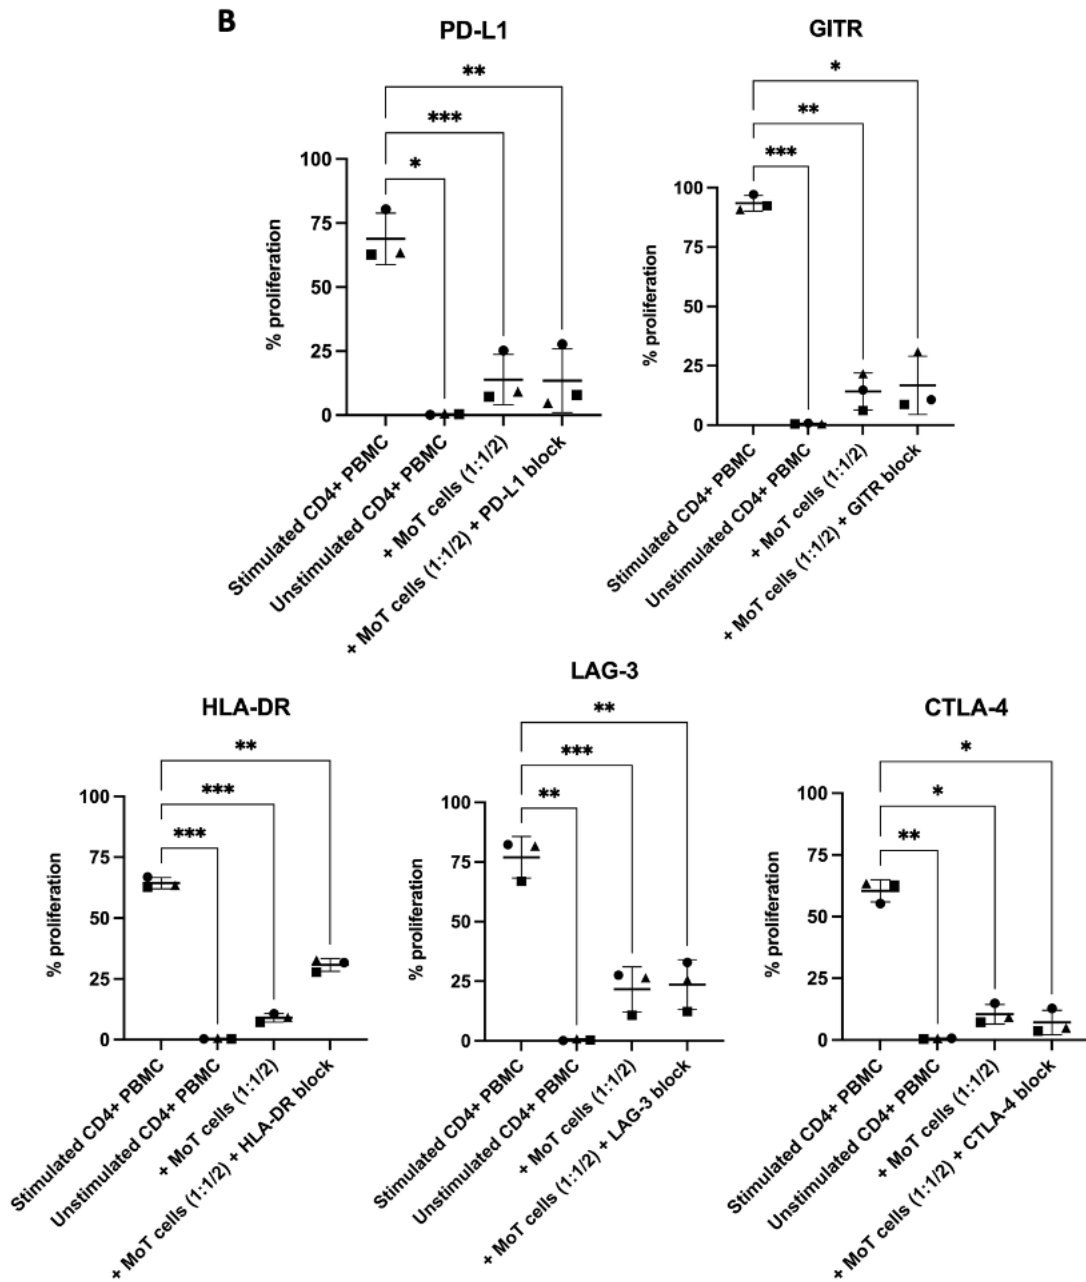 B
PD-L1
**
***
*
% proliferation
100
75
50
25
0
Stimulated CD4+ PBMC
Unstimulated CD4+ PBMC
+ MoT cells (1:1/2)
+ MoT cells (1:1/2) + PD-L1 block
GITR
*
**
***
% proliferation
100
75
50
25
0
Stimulated CD4+ PBMC
Unstimulated CD4+ PBMC
+ MoT cells (1:1/2)
+ MoT cells (1:1/2) + GITR block
HLA-DR
**
***
***
% proliferation
100
75
50
25
0
Stimulated CD4+ PBMC
Unstimulated CD4+ PBMC
+ MoT cells (1:1/2)
+ MoT cells (1:1/2) + HLA-DR block
LAG-3
**
***
**
% proliferation
100
75
50
25
0
Stimulated CD4+ PBMC
Unstimulated CD4+ PBMC
+ MoT cells (1:1/2)
+ MoT cells (1:1/2) + LAG-3 block
CTLA-4
*
*
**
% proliferation
100
75
50
25
0
Stimulated CD4+ PBMC
Unstimulated CD4+ PBMC
+ MoT cells (1:1/2)
+ MoT cells (1:1/2) + CTLA-4 block